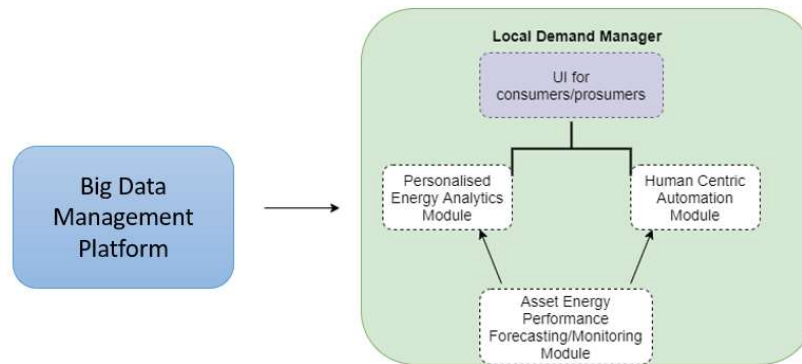 Local Demand Manager
UI for
consumers/prosumers
Big Data
Management
Platform
Personalised
Energy Analytics
Module
Human Centric
Automation
Module
Asset Energy
Performance
Forecasting/Monitoring
Module